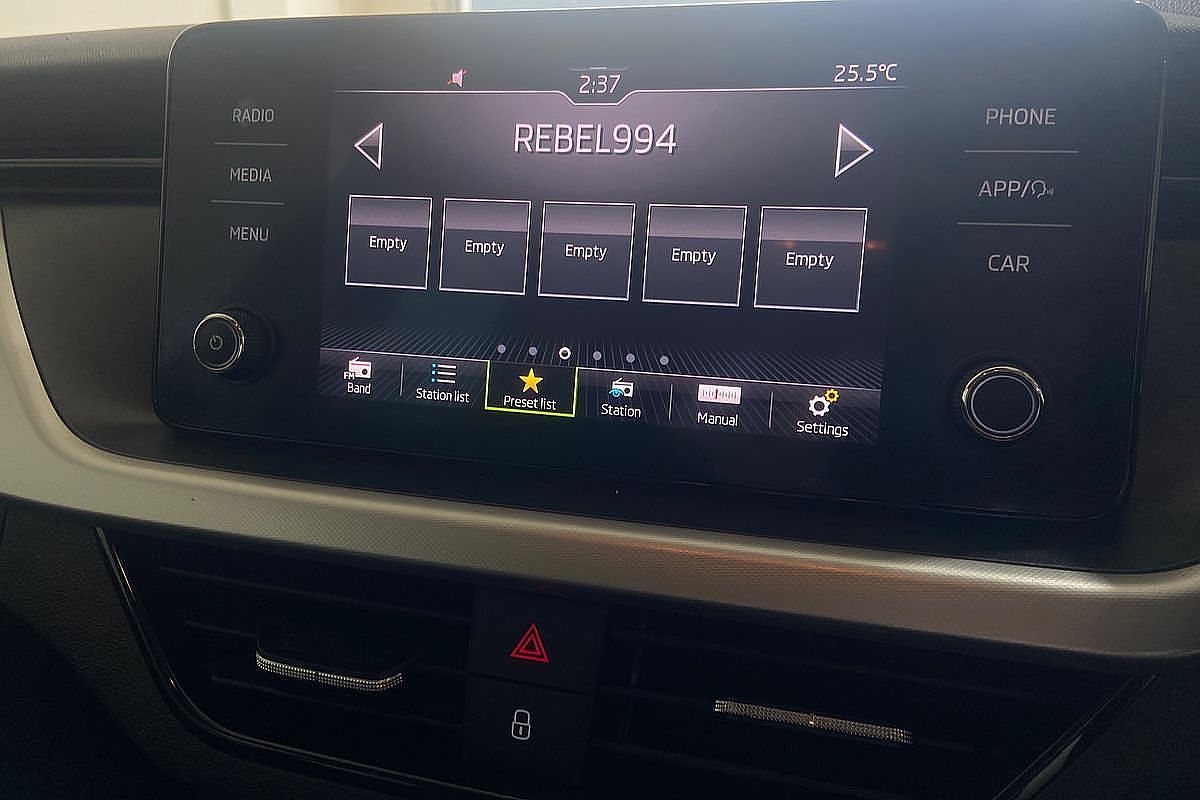 2:37
25.5°C
RADIO
MEDIA
MENU
REBEL994
Empty
Empty
Empty
Empty
Empty
FM
Band
Station list
Preset list
Station
Manual
Settings
PHONE
APP/
CAR